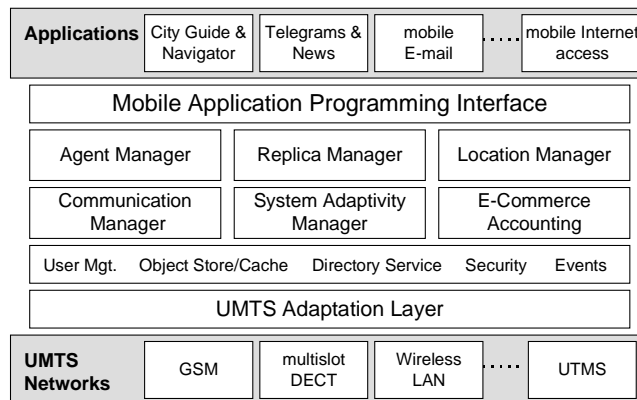 Applications
City Guide &
Navigator
Telegrams &
News
mobile
E-mail
mobile Internet
access
Mobile Application Programming Interface
Agent Manager
Replica Manager
Location Manager
Communication
Manager
System Adaptivity
Manager
E-Commerce
Accounting
User Mgt. Object Store/Cache Directory Service Security Events
UMTS Adaptation Layer
UMTS
Networks
GSM
multislot
DECT
Wireless
LAN
UTMS